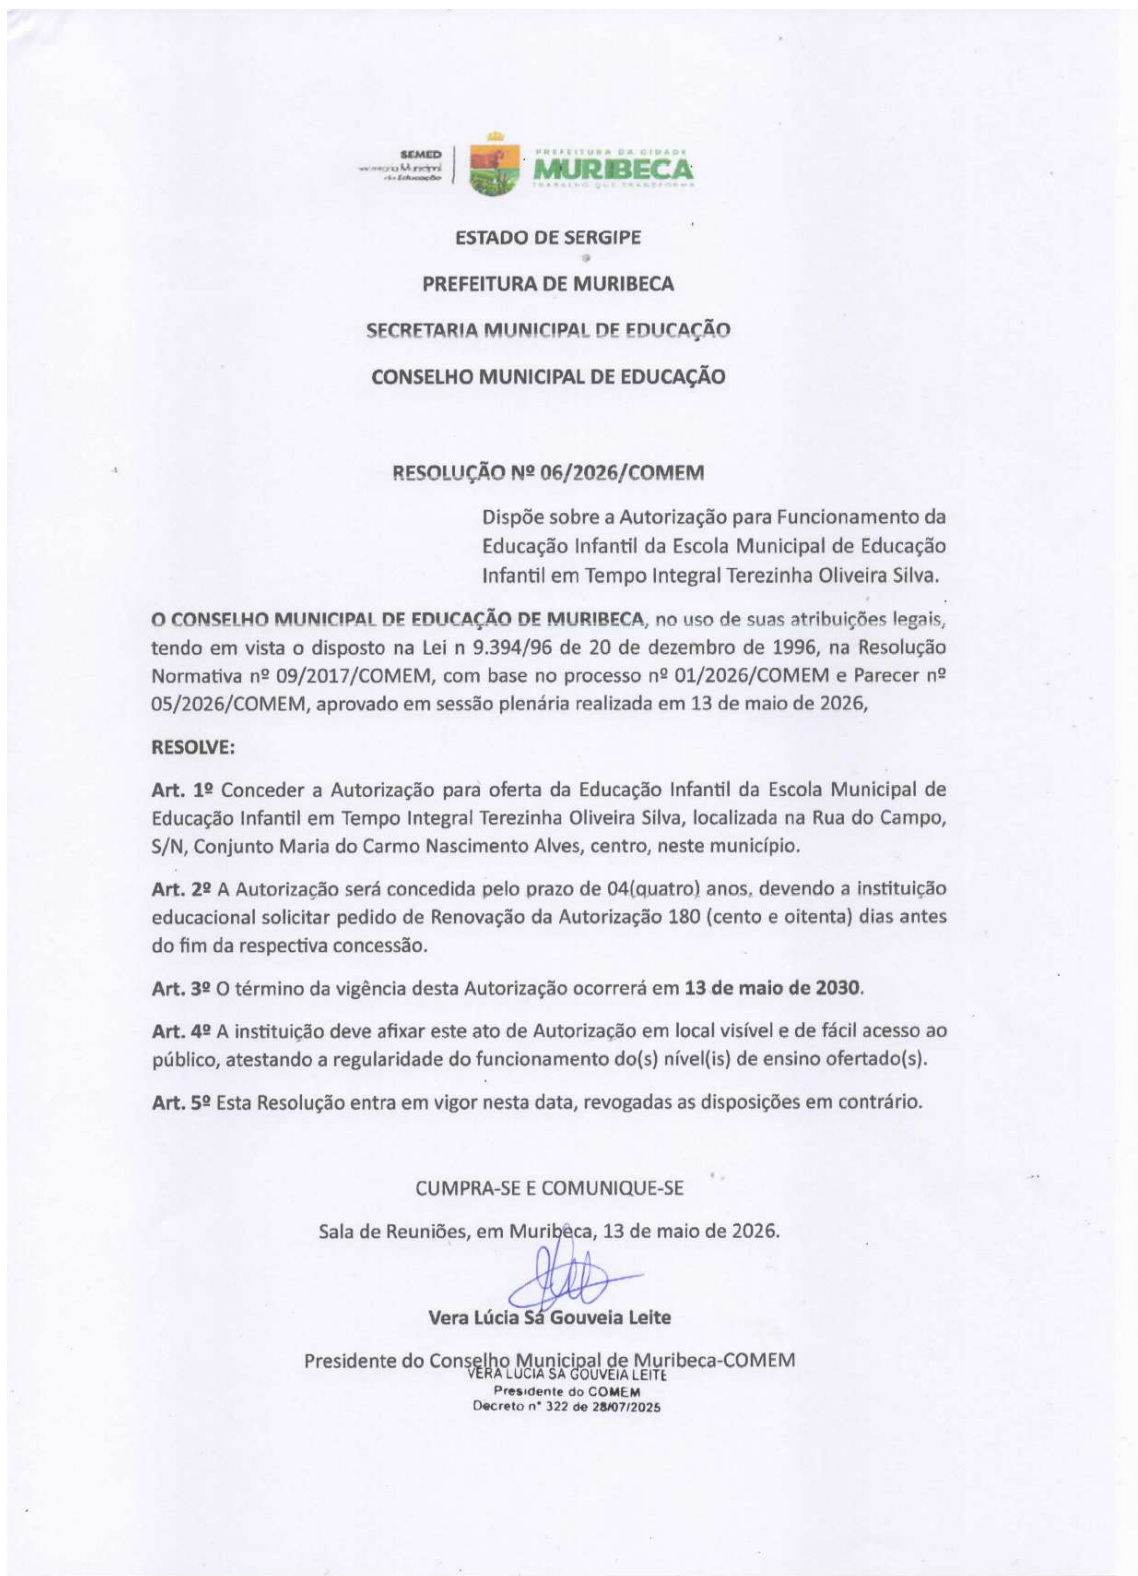 SEMED
Secretaria Municipal
de Educação
PREFEITURA DA CIDADE
MURIBECA
TRABALHO QUE TRANSFORMA
ESTADO DE SERGIPE
PREFEITURA DE MURIBECA
SECRETARIA MUNICIPAL DE EDUCAÇÃO
CONSELHO MUNICIPAL DE EDUCAÇÃO
RESOLUÇÃO Nº 06/2026/COMEM
Dispõe sobre a Autorização para Funcionamento da
Educação Infantil da Escola Municipal de Educação
Infantil em Tempo Integral Terezinha Oliveira Silva.
O CONSELHO MUNICIPAL DE EDUCAÇÃO DE MURIBECA, no uso de suas atribuições legais,
tendo em vista o disposto na Lei n 9.394/96 de 20 de dezembro de 1996, na Resolução
Normativa nº 09/2017/COMEM, com base no processo nº 01/2026/COMEM e Parecer nº
05/2026/COMEM, aprovado em sessão plenária realizada em 13 de maio de 2026,
RESOLVE:
Art. 1º Conceder a Autorização para oferta da Educação Infantil da Escola Municipal de
Educação Infantil em Tempo Integral Terezinha Oliveira Silva, localizada na Rua do Campo,
S/N, Conjunto Maria do Carmo Nascimento Alves, centro, neste município.
Art. 2º A Autorização será concedida pelo prazo de 04(quatro) anos, devendo a instituição
educacional solicitar pedido de Renovação da Autorização 180 (cento e oitenta) dias antes
do fim da respectiva concessão.
Art. 3º O término da vigência desta Autorização ocorrerá em 13 de maio de 2030.
Art. 4º A instituição deve afixar este ato de Autorização em local visível e de fácil acesso ao
público, atestando a regularidade do funcionamento do(s) nível(is) de ensino ofertado(s).
Art. 5º Esta Resolução entra em vigor nesta data, revogadas as disposições em contrário.
CUMPRA-SE E COMUNIQUE-SE
Sala de Reuniões, em Muribeca, 13 de maio de 2026.
Vera Lúcia Sá Gouveia Leite
Presidente do Conselho Municipal de Muribeca-COMEM
VERA LÚCIA SÁ GOUVEIA LEITE
Presidente do COMEM
Decreto n° 322 de 28/07/2025